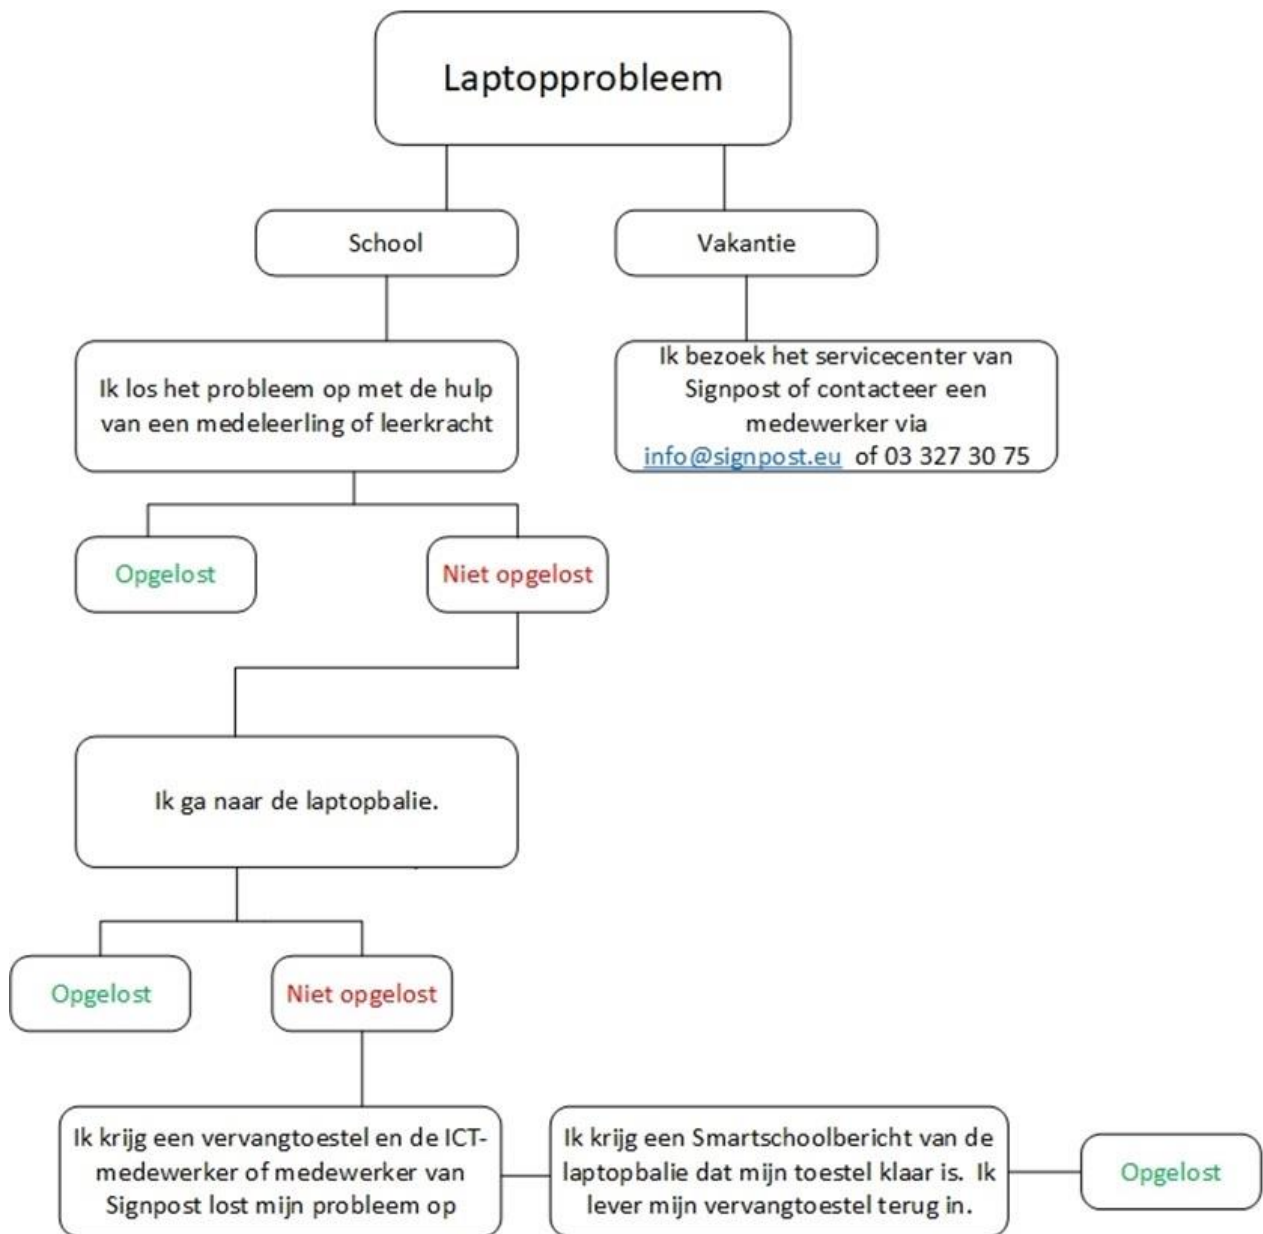 Laptopprobleem
School
Vakantie
Ik los het probleem op met de hulp
van een medeleerling of leerkracht
Ik bezoek het servicecenter van
Signpost of contacteer een
medewerker via
info@signpost.eu of 03 327 30 75
Opgelost
Niet opgelost
Ik ga naar de laptopbalie.
Opgelost
Niet opgelost
Ik krijg een vervangtoestel en de ICT-
medewerker of medewerker van
Signpost lost mijn probleem op
Ik krijg een Smartschoolbericht van de
laptopbalie dat mijn toestel klaar is. Ik
lever mijn vervangtoestel terug in.
Opgelost